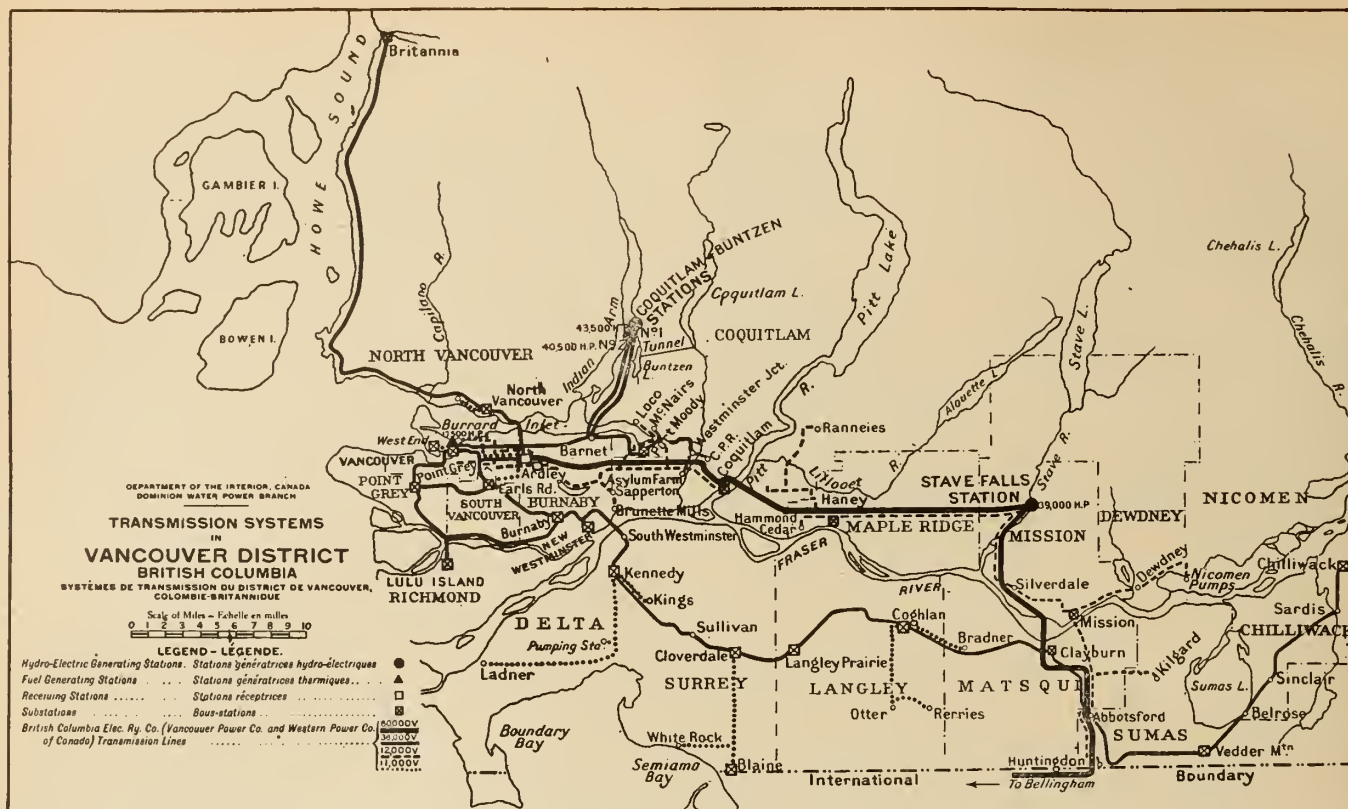 Britannia
HOWE SOUND
GAMBIER I.
BOWEN I.
Capilano R.
NORTH VANCOUVER
North
Vancouver
Indian Arm
COQUITLAM-BUNTZEN
STATIONS
43,500 H.P.
Nº1
40,500 H.P. Nº2
Tunnel
Buntzen
L.
Coquitlam L.
COQUITLAM
Pitt Lake
Chehalis L.
Chehalis R.
Stave L.
Stave R.
Alouette L.
Lillooet R.
Pitt R.
Burrard Inlet
West End
VANCOUVER
POINT
GREY
Point Grey
Barnet
Ioco
McNairs
Port Moody
Westminster Jct.
C.P.R.
Coquitlam
Ranneies
Ardley
Earls Rd.
SOUTH
VANCOUVER
BURNABY
Burnaby
Asylum Farm
Sapperton
Brunette Mills
NEW
WESTMINSTER
South Westminster
Hammond
Cedar
Haney
MAPLE RIDGE
STAVE FALLS
STATION
39,000 H.P
MISSION
DEWDNEY
NICOMEN
FRASER
RIVER
LULU ISLAND
RICHMOND
Silverdale
Mission
Dewdney
Nicomen
Pumps
Chilliwack
Sardis
CHILLIWACK
Kennedy
Kings
Sullivan
DELTA
Pumping Sta.
Ladner
Cloverdale
SURREY
Langley Prairie
LANGLEY
Coghlan
Bradner
Otter
Rerries
Clayburn
MATSQUI
Kilgard
Sumas L.
Sinclair
Belrose
Abbotsford
SUMAS
Vedder Mtn
Boundary
Bay
White Rock
Semiamo
Bay
Blaine
Huntingdon
International
Boundary
To Bellingham
DEPARTMENT OF THE INTERIOR, CANADA
DOMINION WATER POWER BRANCH
TRANSMISSION SYSTEMS
IN
VANCOUVER DISTRICT
BRITISH COLUMBIA
SYSTÈMES DE TRANSMISSION DU DISTRICT DE VANCOUVER,
COLOMBIE-BRITANNIQUE
Scale of Miles – Echelle en milles
0 1 2 3 4 5 6 7 8 9 10
LEGEND – LÉGENDE.
Hydro-Electric Generating Stations. Stations génératrices hydro-électriques
Fuel Generating Stations . . . Stations génératrices thermiques . . .
Receiving Stations . . . . . . Stations réceptrices . . .
Substations . . . . . . Sous-stations . . .
British Columbia Elec. Ry. Co. (Vancouver Power Co. and Western Power Co.
of Canada) Transmission Lines
60,000V
12,000V
11,000V